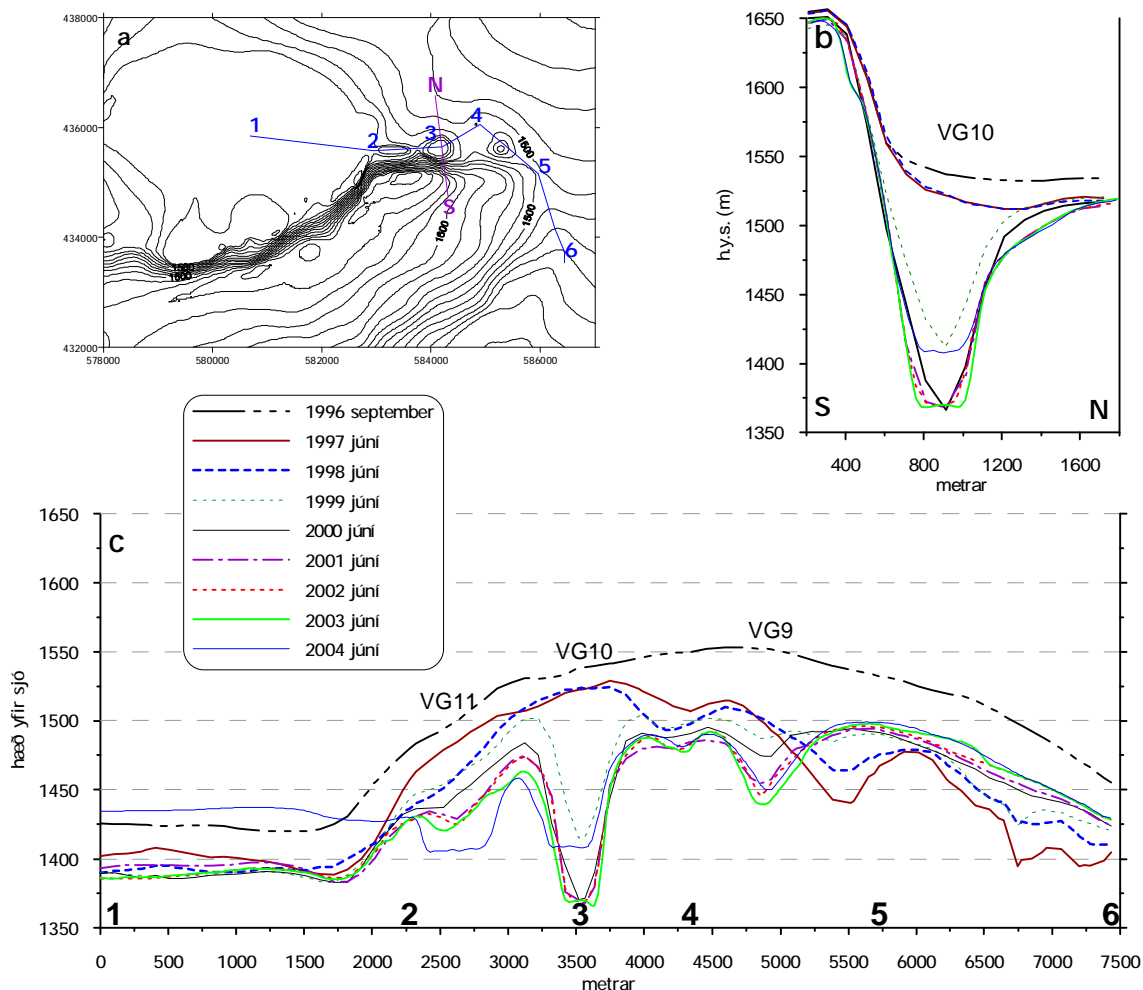 438000
436000
434000
432000
578000 580000 582000 584000 586000
a
N
1 2 3 4
5
S
6
1600
1500
1500
1600
1500
1600
b
VG10
1650
1600
1550
1500
1450
1400
1350
h.y.s. (m)
S N
400 800 1200 1600
metrar
1996 september
1997 júní
1998 júní
1999 júní
2000 júní
2001 júní
2002 júní
2003 júní
2004 júní
c
1650
1600
1550
1500
1450
1400
1350
hæð yfir sjó
VG11
VG10
VG9
1 2 3 4 5 6
0 500 1000 1500 2000 2500 3000 3500 4000 4500 5000 5500 6000 6500 7000 7500
metrar